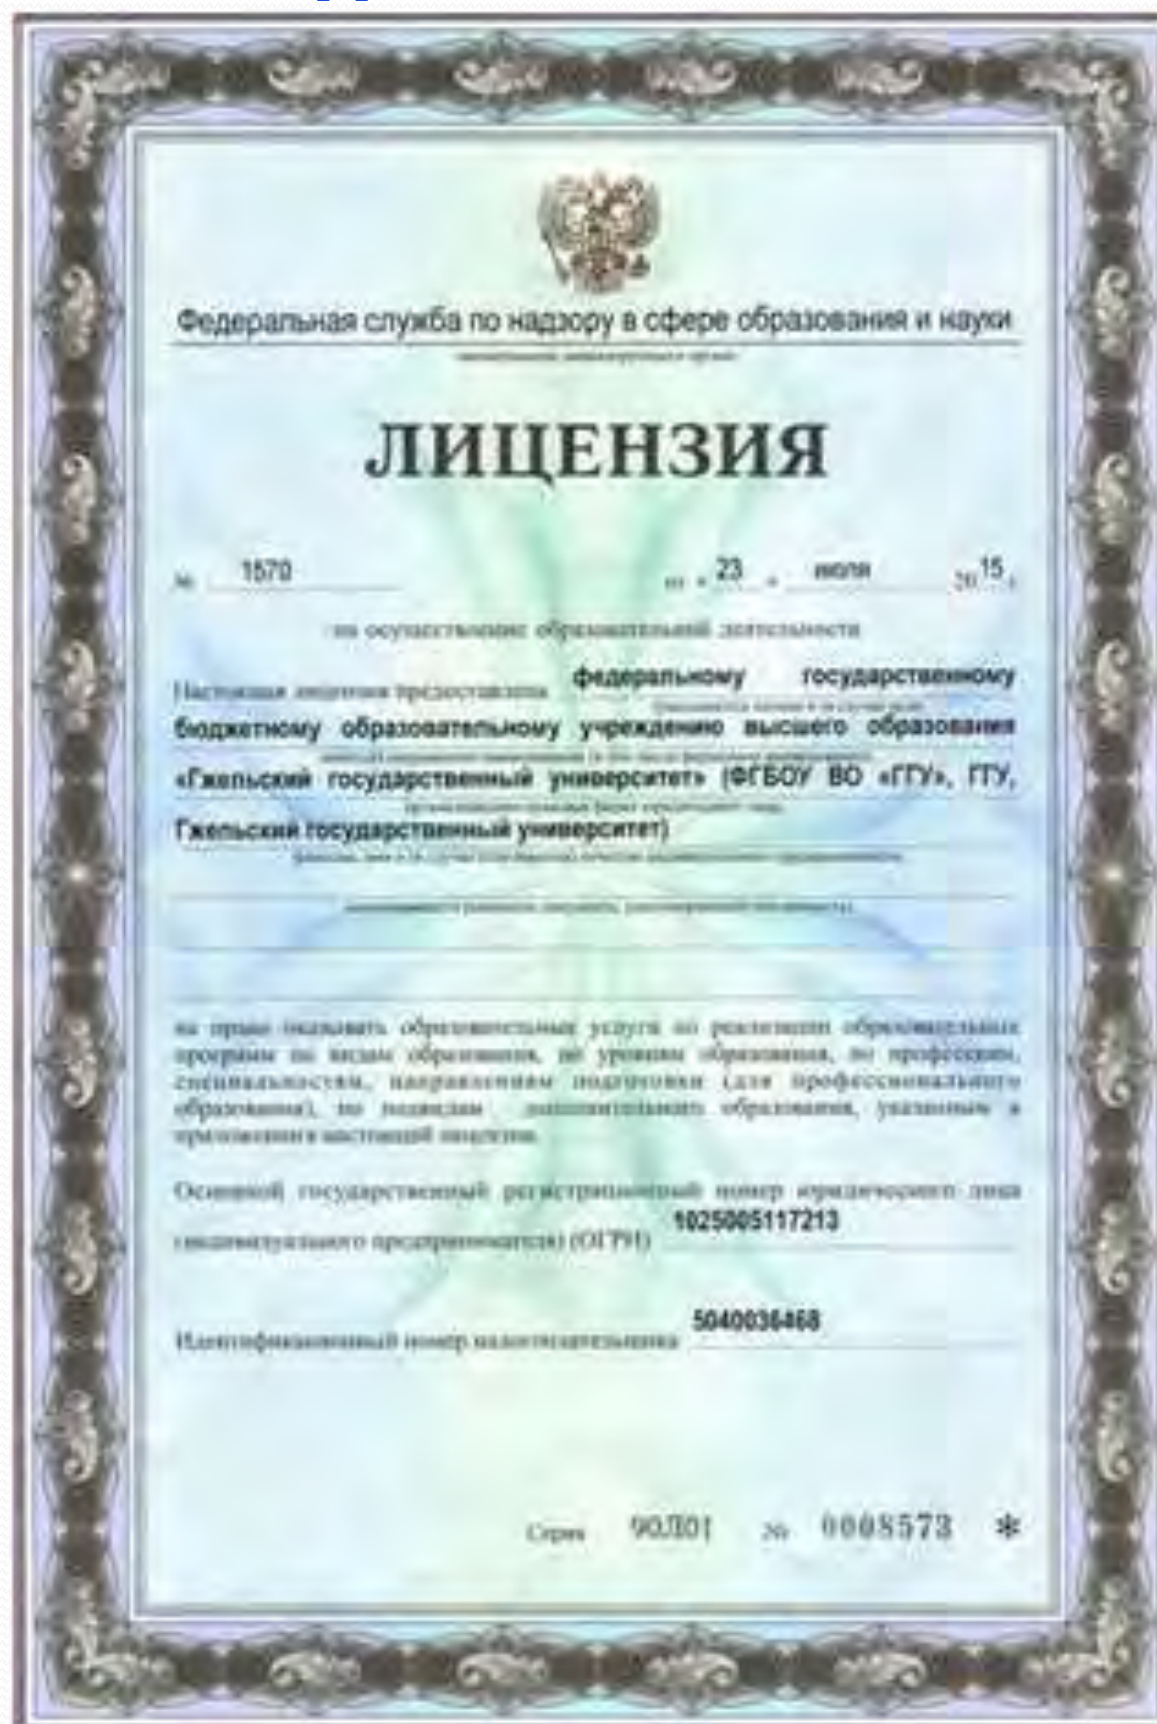 Федеральная служба по надзору в сфере образования и науки
наименование лицензирующего органа
ЛИЦЕНЗИЯ
№ 1570 от « 23 » июля 20 15 г.
на осуществление образовательной деятельности
Настоящая лицензия предоставлена федеральному государственному
бюджетному образовательному учреждению высшего образования
«Гжельский государственный университет» (ФГБОУ ВО «ГГУ», ГГУ,
Гжельский государственный университет)
на право оказывать образовательные услуги по реализации образовательных
программ по видам образования, по уровням образования, по профессиям,
специальностям, направлениям подготовки (для профессионального
образования), по подвидам дополнительного образования, указанным в
приложении к настоящей лицензии.
Основной государственный регистрационный номер юридического лица
(индивидуального предпринимателя) (ОГРН) 1025005117213
Идентификационный номер налогоплательщика 5040036468
Серия 90Л01 № 0008573 *